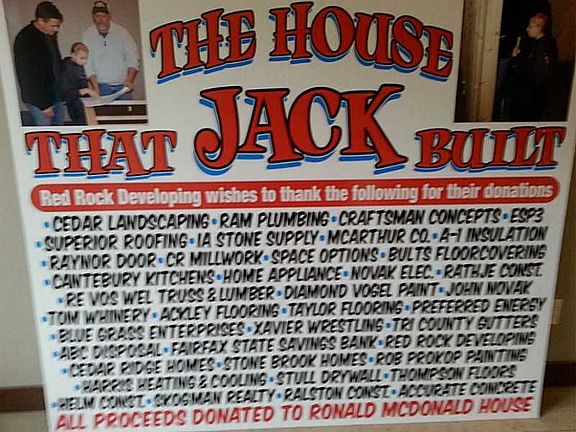 THE HOUSE
THAT JACK BUILT
Red Rock Developing wishes to thank the following for their donations
• CEDAR LANDSCAPING • RAM PLUMBING • CRAFTSMAN CONCEPTS • ESP3
• SUPERIOR ROOFING • IA STONE SUPPLY • MCARTHUR CO. • A-1 INSULATION
• RAYNOR DOOR • CR MILLWORK • SPACE OPTIONS • BULTS FLOORCOVERING
• CANTEBURY KITCHENS • HOME APPLIANCE • NOVAK ELEC. • RATHJE CONST.
• RE VOS WEL TRUSS & LUMBER • DIAMOND VOGEL PAINT • JOHN NOVAK
• TOM WHINERY • ACKLEY FLOORING • TAYLOR FLOORING • PREFERRED ENERGY
• BLUE GRASS ENTERPRISES • XAVIER WRESTLING • TRI COUNTY GUTTERS
• ABC DISPOSAL • FAIRFAX STATE SAVINGS BANK • RED ROCK DEVELOPING
• CEDAR RIDGE HOMES • STONE BROOK HOMES • ROB PROKOP PAINTING
• HARRIS HEATING & COOLING • STULL DRYWALL • THOMPSON FLOORS
• HELM CONST. • SKOGMAN REALTY • RALSTON CONST. • ACCURATE CONCRETE
ALL PROCEEDS DONATED TO RONALD MCDONALD HOUSE